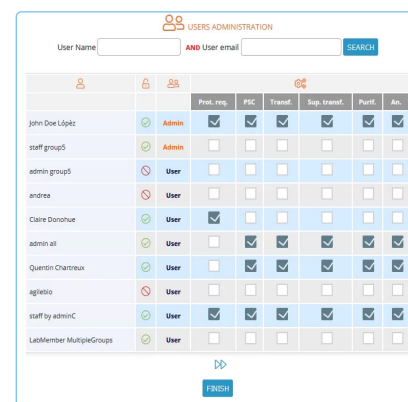 USERS ADMINISTRATION
User Name AND User email SEARCH
Prot. req. PSC Transf. Sup. transf. Purif. An.
John Doe Lópèz Admin
staff group5 Admin
admin group5 User
andrea User
Claire Donohue User
admin all User
Quentin Chartreux User
agilebio User
staff by adminC User
LabMember MultipleGroups User
FINISH